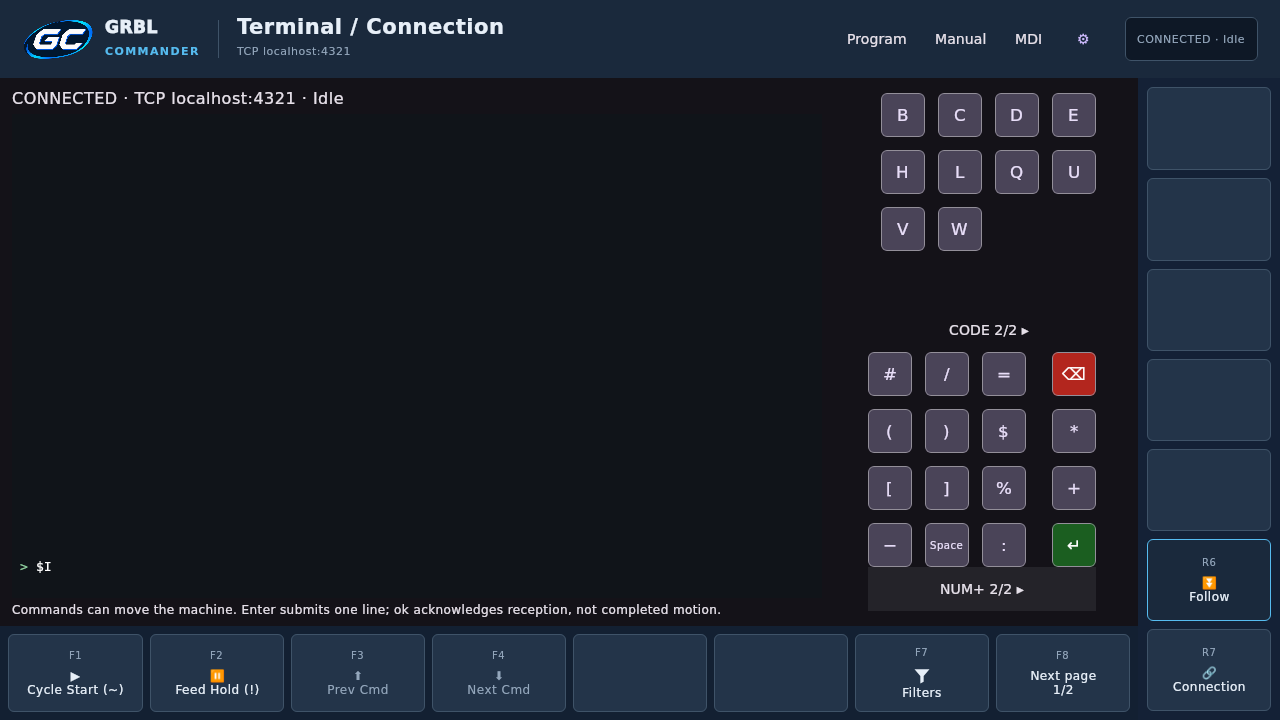 GC
GRBL
COMMANDER
Terminal / Connection
TCP localhost:4321
Program
Manual
MDI
⚙
CONNECTED · Idle
CONNECTED · TCP localhost:4321 · Idle
B C D E
H L Q U
V W
CODE 2/2 ▸
# / = ⌫
( ) $ *
[ ] % +
− Space : ↵
NUM+ 2/2 ▸
> $I
Commands can move the machine. Enter submits one line; ok acknowledges reception, not completed motion.
R6
⏬
Follow
R7
🔗
Connection
F1
▶
Cycle Start (~)
F2
⏸
Feed Hold (!)
F3
⬆
Prev Cmd
F4
⬇
Next Cmd
F7
Filters
F8
Next page
1/2